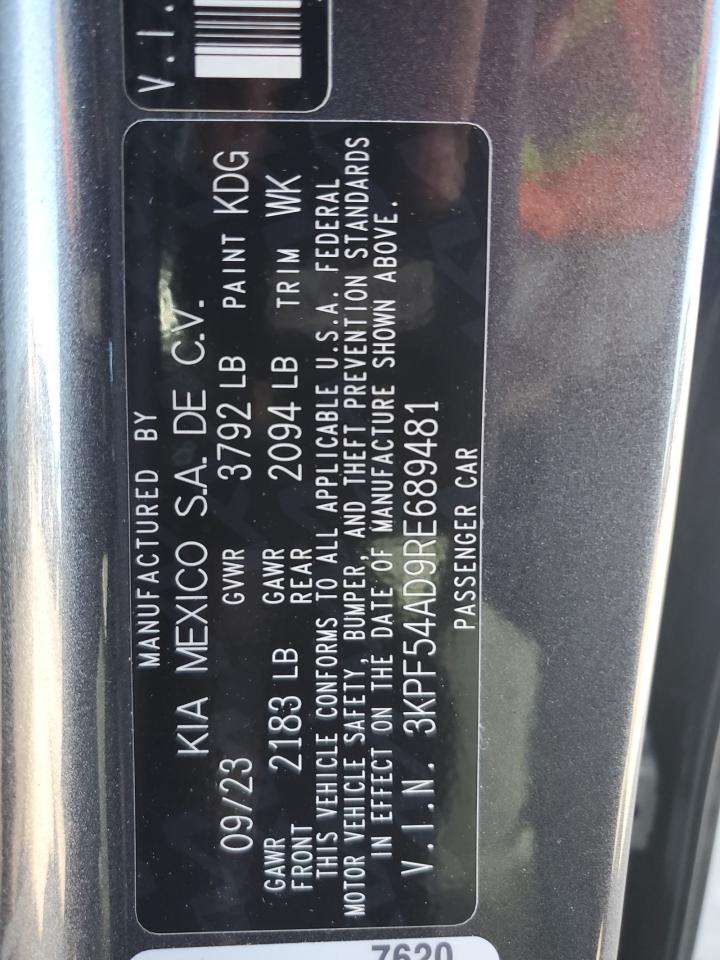 V.I.
MANUFACTURED BY
KIA MEXICO S.A. DE C.V.
09/23 GVWR 3792 LB PAINT KDG
GAWR FRONT 2183 LB GAWR REAR 2094 LB TRIM WK
THIS VEHICLE CONFORMS TO ALL APPLICABLE U.S.A. FEDERAL
MOTOR VEHICLE SAFETY, BUMPER, AND THEFT PREVENTION STANDARDS
IN EFFECT ON THE DATE OF MANUFACTURE SHOWN ABOVE.
V.I.N. 3KPF54AD9RE689481
PASSENGER CAR
7620